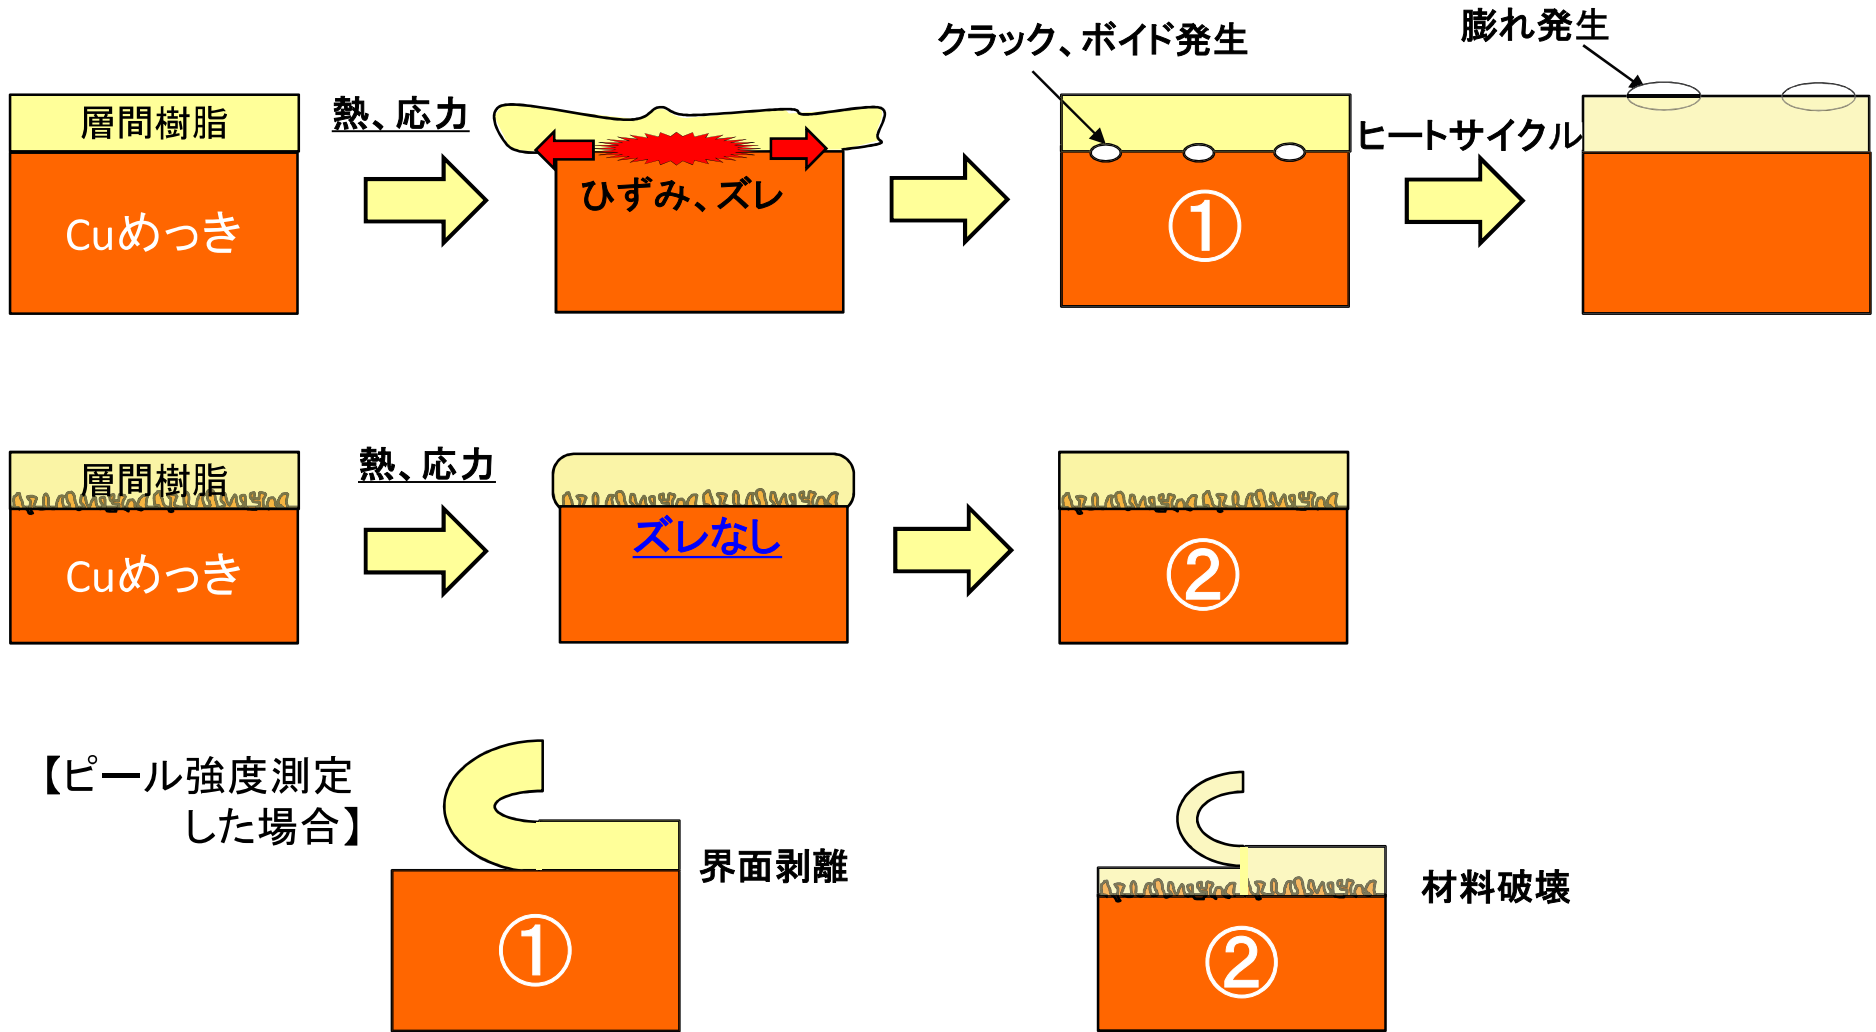 クラック、ボイド発生
膨れ発生
層間樹脂
熱、応力
ヒートサイクル
Cuめっき
ひずみ、ズレ
①
層間樹脂
熱、応力
Cuめっき
ズレなし
②
【ピール強度測定
した場合】
界面剥離
材料破壊
①
②